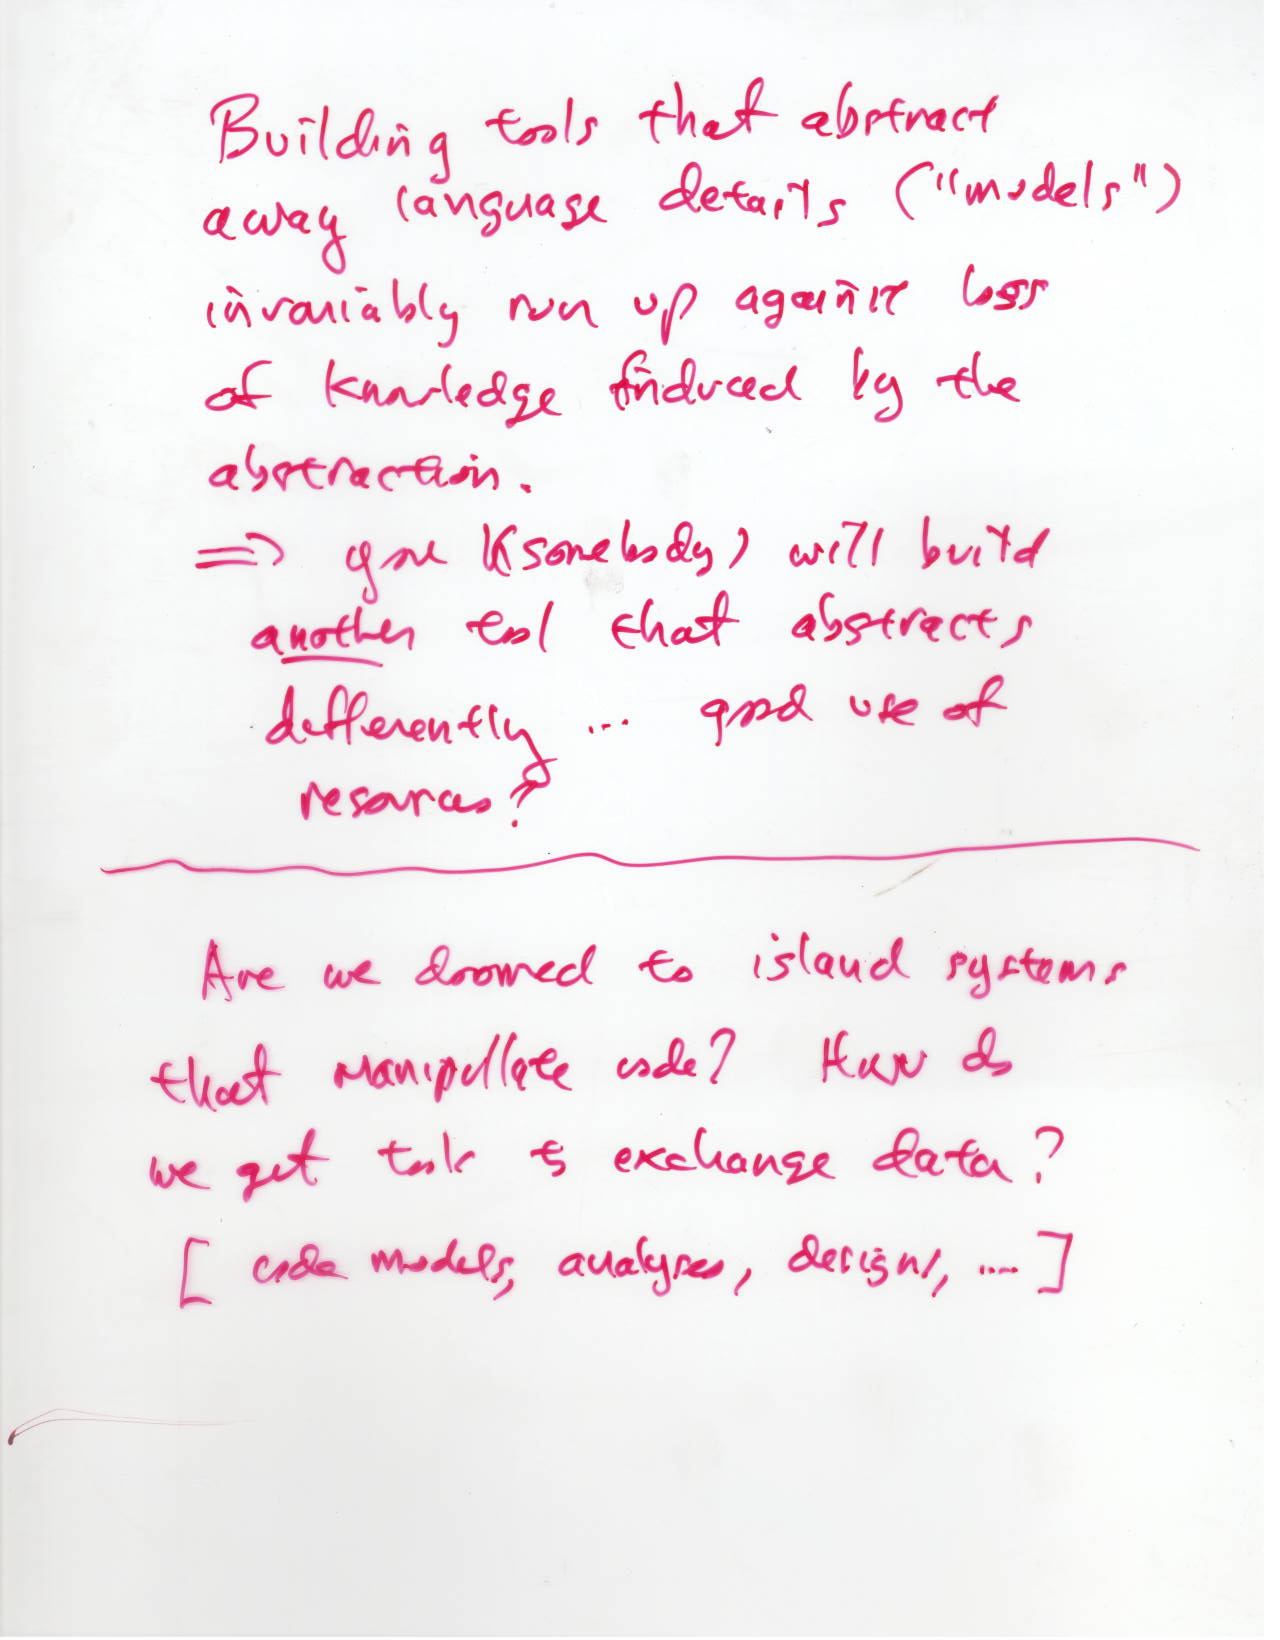 Building tools that abstract
away language details ("models")
invariably run up against loss
of knowledge induced by the
abstraction.
=> you (somebody) will build
another tool that abstracts
differently ... good use of
resources?
Are we doomed to island systems
that manipullate code? How do
we get tools to exchange data?
[ code models, analyses, designs, .... ]